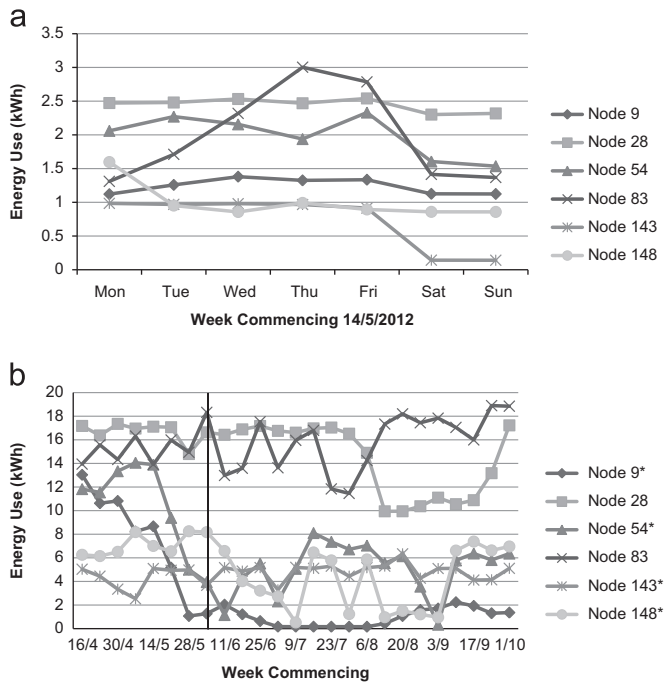 a
3.5
3
2.5
2
1.5
1
0.5
0
Energy Use (kWh)
Mon Tue Wed Thu Fri Sat Sun
Week Commencing 14/5/2012
Node 9
Node 28
Node 54
Node 83
Node 143
Node 148
b
20
18
16
14
12
10
8
6
4
2
0
Energy Use (kWh)
16/4 30/4 14/5 28/5 11/6 25/6 9/7 23/7 6/8 20/8 3/9 17/9 1/10
Week Commencing
Node 9*
Node 28
Node 54*
Node 83
Node 143*
Node 148*